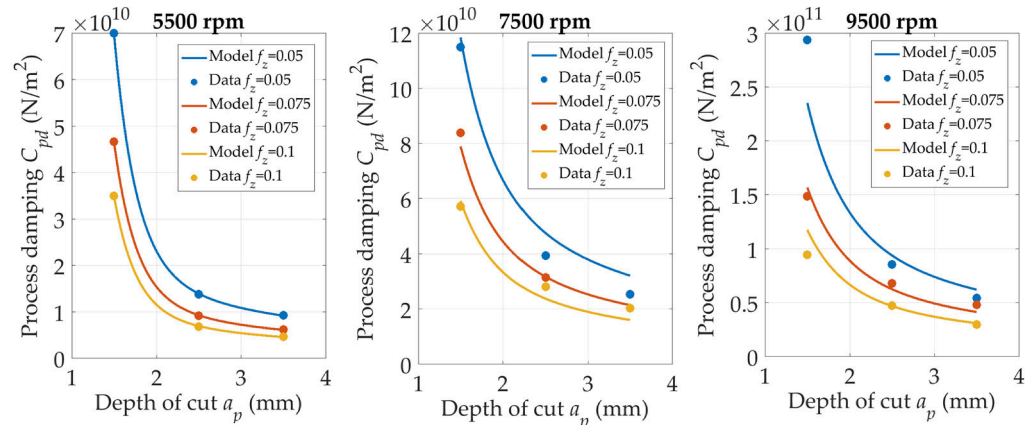 5500 rpm
×10^10
Process damping C_pd (N/m^2)
7
6
5
4
3
2
1
0
1 2 3 4
Depth of cut a_p (mm)
Model f_z=0.05
Data f_z=0.05
Model f_z=0.075
Data f_z=0.075
Model f_z=0.1
Data f_z=0.1
7500 rpm
×10^10
Process damping C_pd (N/m^2)
12
10
8
6
4
2
0
1 2 3 4
Depth of cut a_p (mm)
Model f_z=0.05
Data f_z=0.05
Model f_z=0.075
Data f_z=0.075
Model f_z=0.1
Data f_z=0.1
9500 rpm
×10^11
Process damping C_pd (N/m^2)
3
2.5
2
1.5
1
0.5
0
1 2 3 4
Depth of cut a_p (mm)
Model f_z=0.05
Data f_z=0.05
Model f_z=0.075
Data f_z=0.075
Model f_z=0.1
Data f_z=0.1